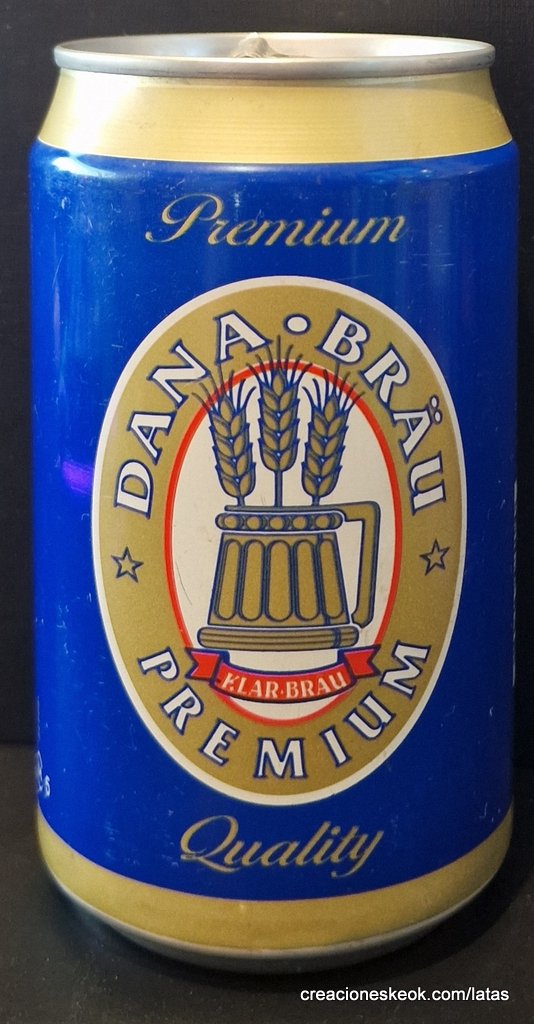 Premium
DANA·BRÄU
KLAR·BRAU
PREMIUM
Quality
creacioneskeok.com/latas